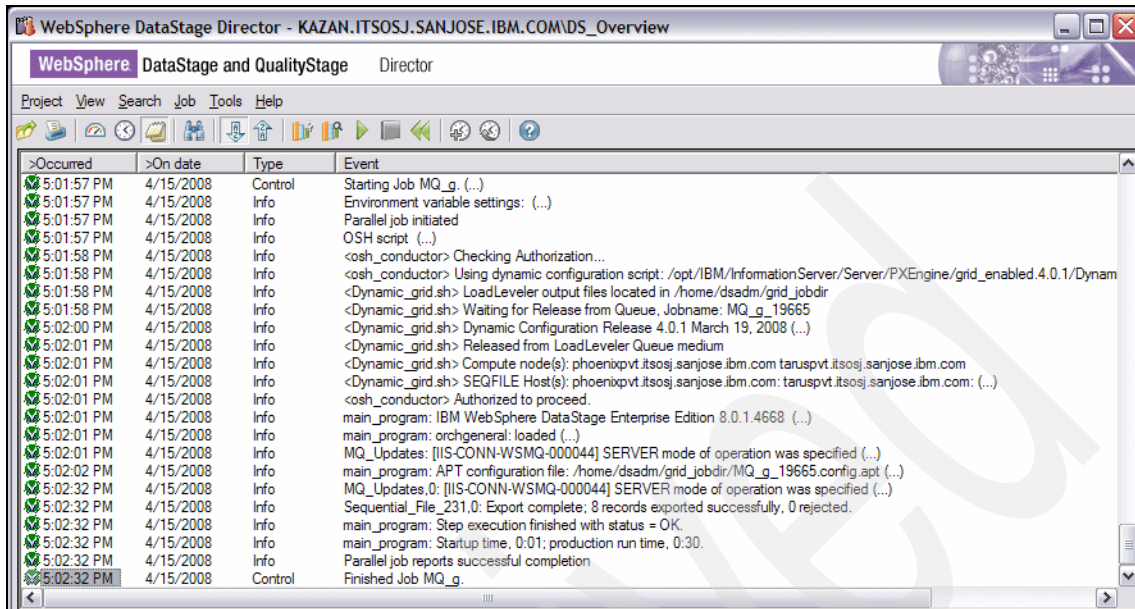 WebSphere DataStage Director - KAZAN.ITSOSJ.SANJOSE.IBM.COM\DS_Overview
WebSphere. DataStage and QualityStage Director
Project View Search Job Tools Help
>Occurred >On date Type Event
5:01:57 PM 4/15/2008 Control Starting Job MQ_g. (...)
5:01:57 PM 4/15/2008 Info Environment variable settings: (...)
5:01:57 PM 4/15/2008 Info Parallel job initiated
5:01:57 PM 4/15/2008 Info OSH script (...)
5:01:58 PM 4/15/2008 Info <osh_conductor> Checking Authorization...
5:01:58 PM 4/15/2008 Info <osh_conductor> Using dynamic configuration script: /opt/IBM/InformationServer/Server/PXEngine/grid_enabled.4.0.1/Dynam
5:01:58 PM 4/15/2008 Info <Dynamic_grid.sh> LoadLeveler output files located in /home/dsadm/grid_jobdir
5:01:58 PM 4/15/2008 Info <Dynamic_grid.sh> Waiting for Release from Queue, Jobname: MQ_g_19665
5:02:00 PM 4/15/2008 Info <Dynamic_grid.sh> Dynamic Configuration Release 4.0.1 March 19, 2008 (...)
5:02:01 PM 4/15/2008 Info <Dynamic_grid.sh> Released from LoadLeveler Queue medium
5:02:01 PM 4/15/2008 Info <Dynamic_grid.sh> Compute node(s): phoenixpvt.itsosj.sanjose.ibm.com taruspvt.itsosj.sanjose.ibm.com
5:02:01 PM 4/15/2008 Info <Dynamic_gird.sh> SEQFILE Host(s): phoenixpvt.itsosj.sanjose.ibm.com: taruspvt.itsosj.sanjose.ibm.com: (...)
5:02:01 PM 4/15/2008 Info <osh_conductor> Authorized to proceed.
5:02:01 PM 4/15/2008 Info main_program: IBM WebSphere DataStage Enterprise Edition 8.0.1.4668 (...)
5:02:01 PM 4/15/2008 Info main_program: orchgeneral: loaded (...)
5:02:01 PM 4/15/2008 Info MQ_Updates: [IIS-CONN-WSMQ-000044] SERVER mode of operation was specified (...)
5:02:02 PM 4/15/2008 Info main_program: APT configuration file: /home/dsadm/grid_jobdir/MQ_g_19665.config.apt (...)
5:02:32 PM 4/15/2008 Info MQ_Updates,0: [IIS-CONN-WSMQ-000044] SERVER mode of operation was specified (...)
5:02:32 PM 4/15/2008 Info Sequential_File_231,0: Export complete; 8 records exported successfully, 0 rejected.
5:02:32 PM 4/15/2008 Info main_program: Step execution finished with status = OK.
5:02:32 PM 4/15/2008 Info main_program: Startup time, 0:01; production run time, 0:30.
5:02:32 PM 4/15/2008 Info Parallel job reports successful completion
5:02:32 PM 4/15/2008 Control Finished Job MQ_g.